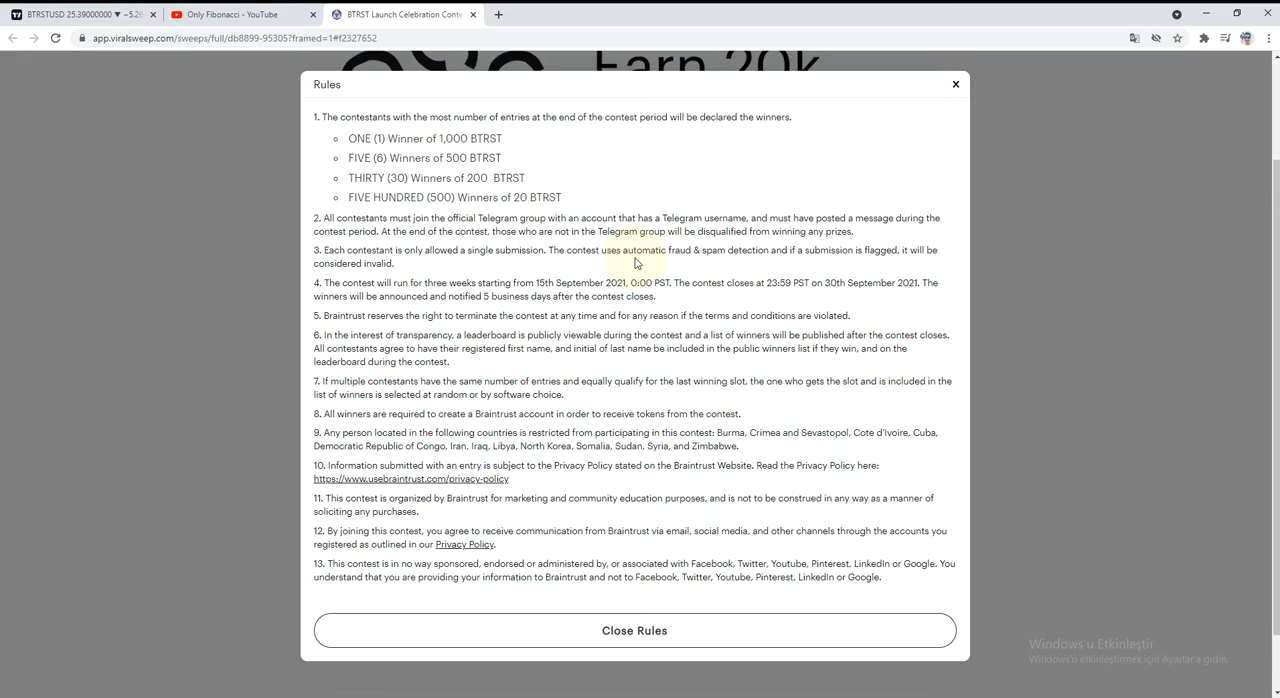 BTRSTUSD 25.39000000 ▼ −5.26
Only Fibonacci - YouTube
BTRST Launch Celebration Conte
app.viralsweep.com/sweeps/full/db8899-95305?framed=1#f2327652
Earn 20k
Rules
1. The contestants with the most number of entries at the end of the contest period will be declared the winners.
ONE (1) Winner of 1,000 BTRST
FIVE (6) Winners of 500 BTRST
THIRTY (30) Winners of 200 BTRST
FIVE HUNDRED (500) Winners of 20 BTRST
2. All contestants must join the official Telegram group with an account that has a Telegram username, and must have posted a message during the
contest period. At the end of the contest, those who are not in the Telegram group will be disqualified from winning any prizes.
3. Each contestant is only allowed a single submission. The contest uses automatic fraud & spam detection and if a submission is flagged, it will be
considered invalid.
4. The contest will run for three weeks starting from 15th September 2021, 0:00 PST. The contest closes at 23:59 PST on 30th September 2021. The
winners will be announced and notified 5 business days after the contest closes.
5. Braintrust reserves the right to terminate the contest at any time and for any reason if the terms and conditions are violated.
6. In the interest of transparency, a leaderboard is publicly viewable during the contest and a list of winners will be published after the contest closes.
All contestants agree to have their registered first name, and initial of last name be included in the public winners list if they win, and on the
leaderboard during the contest.
7. If multiple contestants have the same number of entries and equally qualify for the last winning slot, the one who gets the slot and is included in the
list of winners is selected at random or by software choice.
8. All winners are required to create a Braintrust account in order to receive tokens from the contest.
9. Any person located in the following countries is restricted from participating in this contest: Burma, Crimea and Sevastopol, Cote d'Ivoire, Cuba,
Democratic Republic of Congo, Iran, Iraq, Libya, North Korea, Somalia, Sudan, Syria, and Zimbabwe.
10. Information submitted with an entry is subject to the Privacy Policy stated on the Braintrust Website. Read the Privacy Policy here:
https://www.usebraintrust.com/privacy-policy
11. This contest is organized by Braintrust for marketing and community education purposes, and is not to be construed in any way as a manner of
soliciting any purchases.
12. By joining this contest, you agree to receive communication from Braintrust via email, social media, and other channels through the accounts you
registered as outlined in our Privacy Policy.
13. This contest is in no way sponsored, endorsed or administered by, or associated with Facebook, Twitter, Youtube, Pinterest, LinkedIn or Google. You
understand that you are providing your information to Braintrust and not to Facebook, Twitter, Youtube, Pinterest, LinkedIn or Google.
Close Rules
Windows'u Etkinleştir
Windows'u etkinleştirmek için Ayarlar'a gidin.